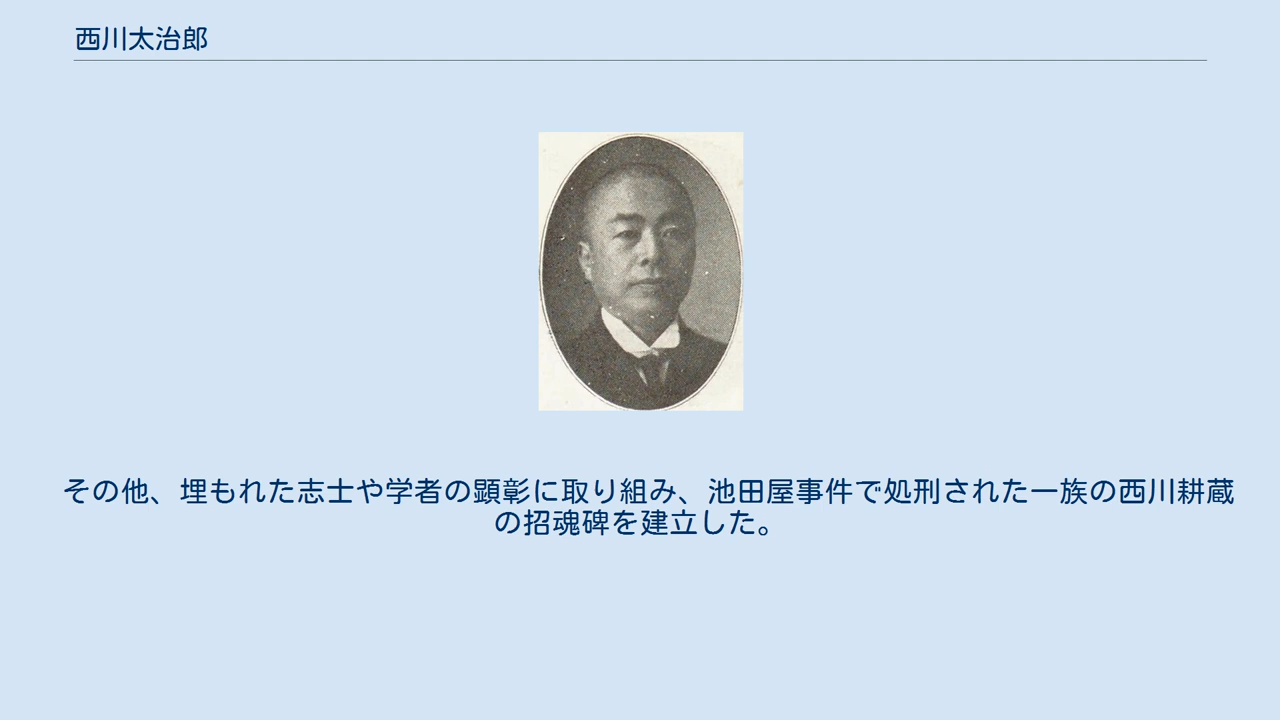 西川太治郎
その他、埋もれた志士や学者の顕彰に取り組み、池田屋事件で処刑された一族の西川耕蔵
の招魂碑を建立した。